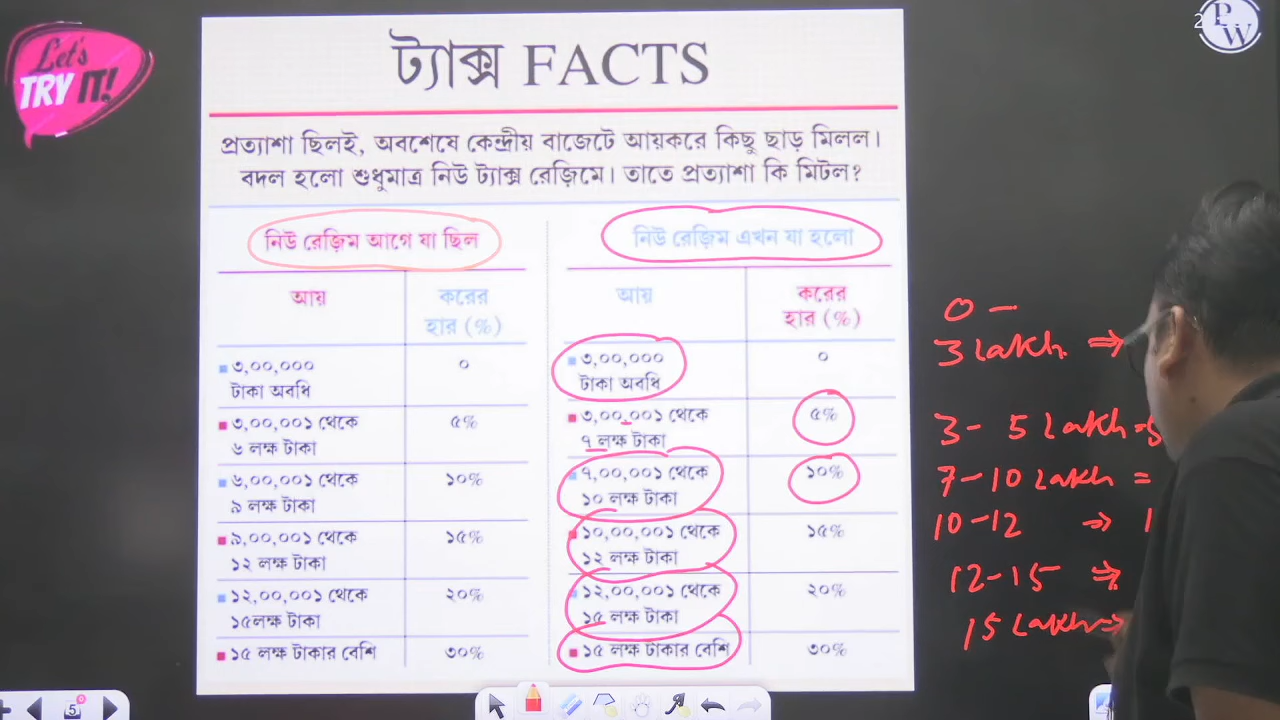 Let's
TRY IT!
PW
ট্যাক্স FACTS
প্রত্যাশা ছিলই, অবশেষে কেন্দ্রীয় বাজেটে আয়করে কিছু ছাড় মিলল।
বদল হলো শুধুমাত্র নিউ ট্যাক্স রেজিমে। তাতে প্রত্যাশা কি মিটল?
নিউ রেজিম আগে যা ছিল
আয়
করের
হার (%)
৩,০০,০০০
টাকা অবধি
০
৩,০০,০০১ থেকে
৬ লক্ষ টাকা
৫%
৬,০০,০০১ থেকে
৯ লক্ষ টাকা
১০%
৯,০০,০০১ থেকে
১২ লক্ষ টাকা
১৫%
১২,০০,০০১ থেকে
১৫লক্ষ টাকা
২০%
১৫ লক্ষ টাকার বেশি
৩০%
নিউ রেজিম এখন যা হলো
আয়
করের
হার (%)
৩,০০,০০০
টাকা অবধি
০
৩,০০,০০১ থেকে
৭ লক্ষ টাকা
৫%
৭,০০,০০১ থেকে
১০ লক্ষ টাকা
১০%
১০,০০,০০১ থেকে
১২ লক্ষ টাকা
১৫%
১২,০০,০০১ থেকে
১৫ লক্ষ টাকা
২০%
১৫ লক্ষ টাকার বেশি
৩০%
0 -
3 Lakh ⇒
3 - 5 Lakh = 5
7 - 10 Lakh =
10 - 12 ⇒ 1
12 - 15 ⇒
15 Lakh ⇒
5